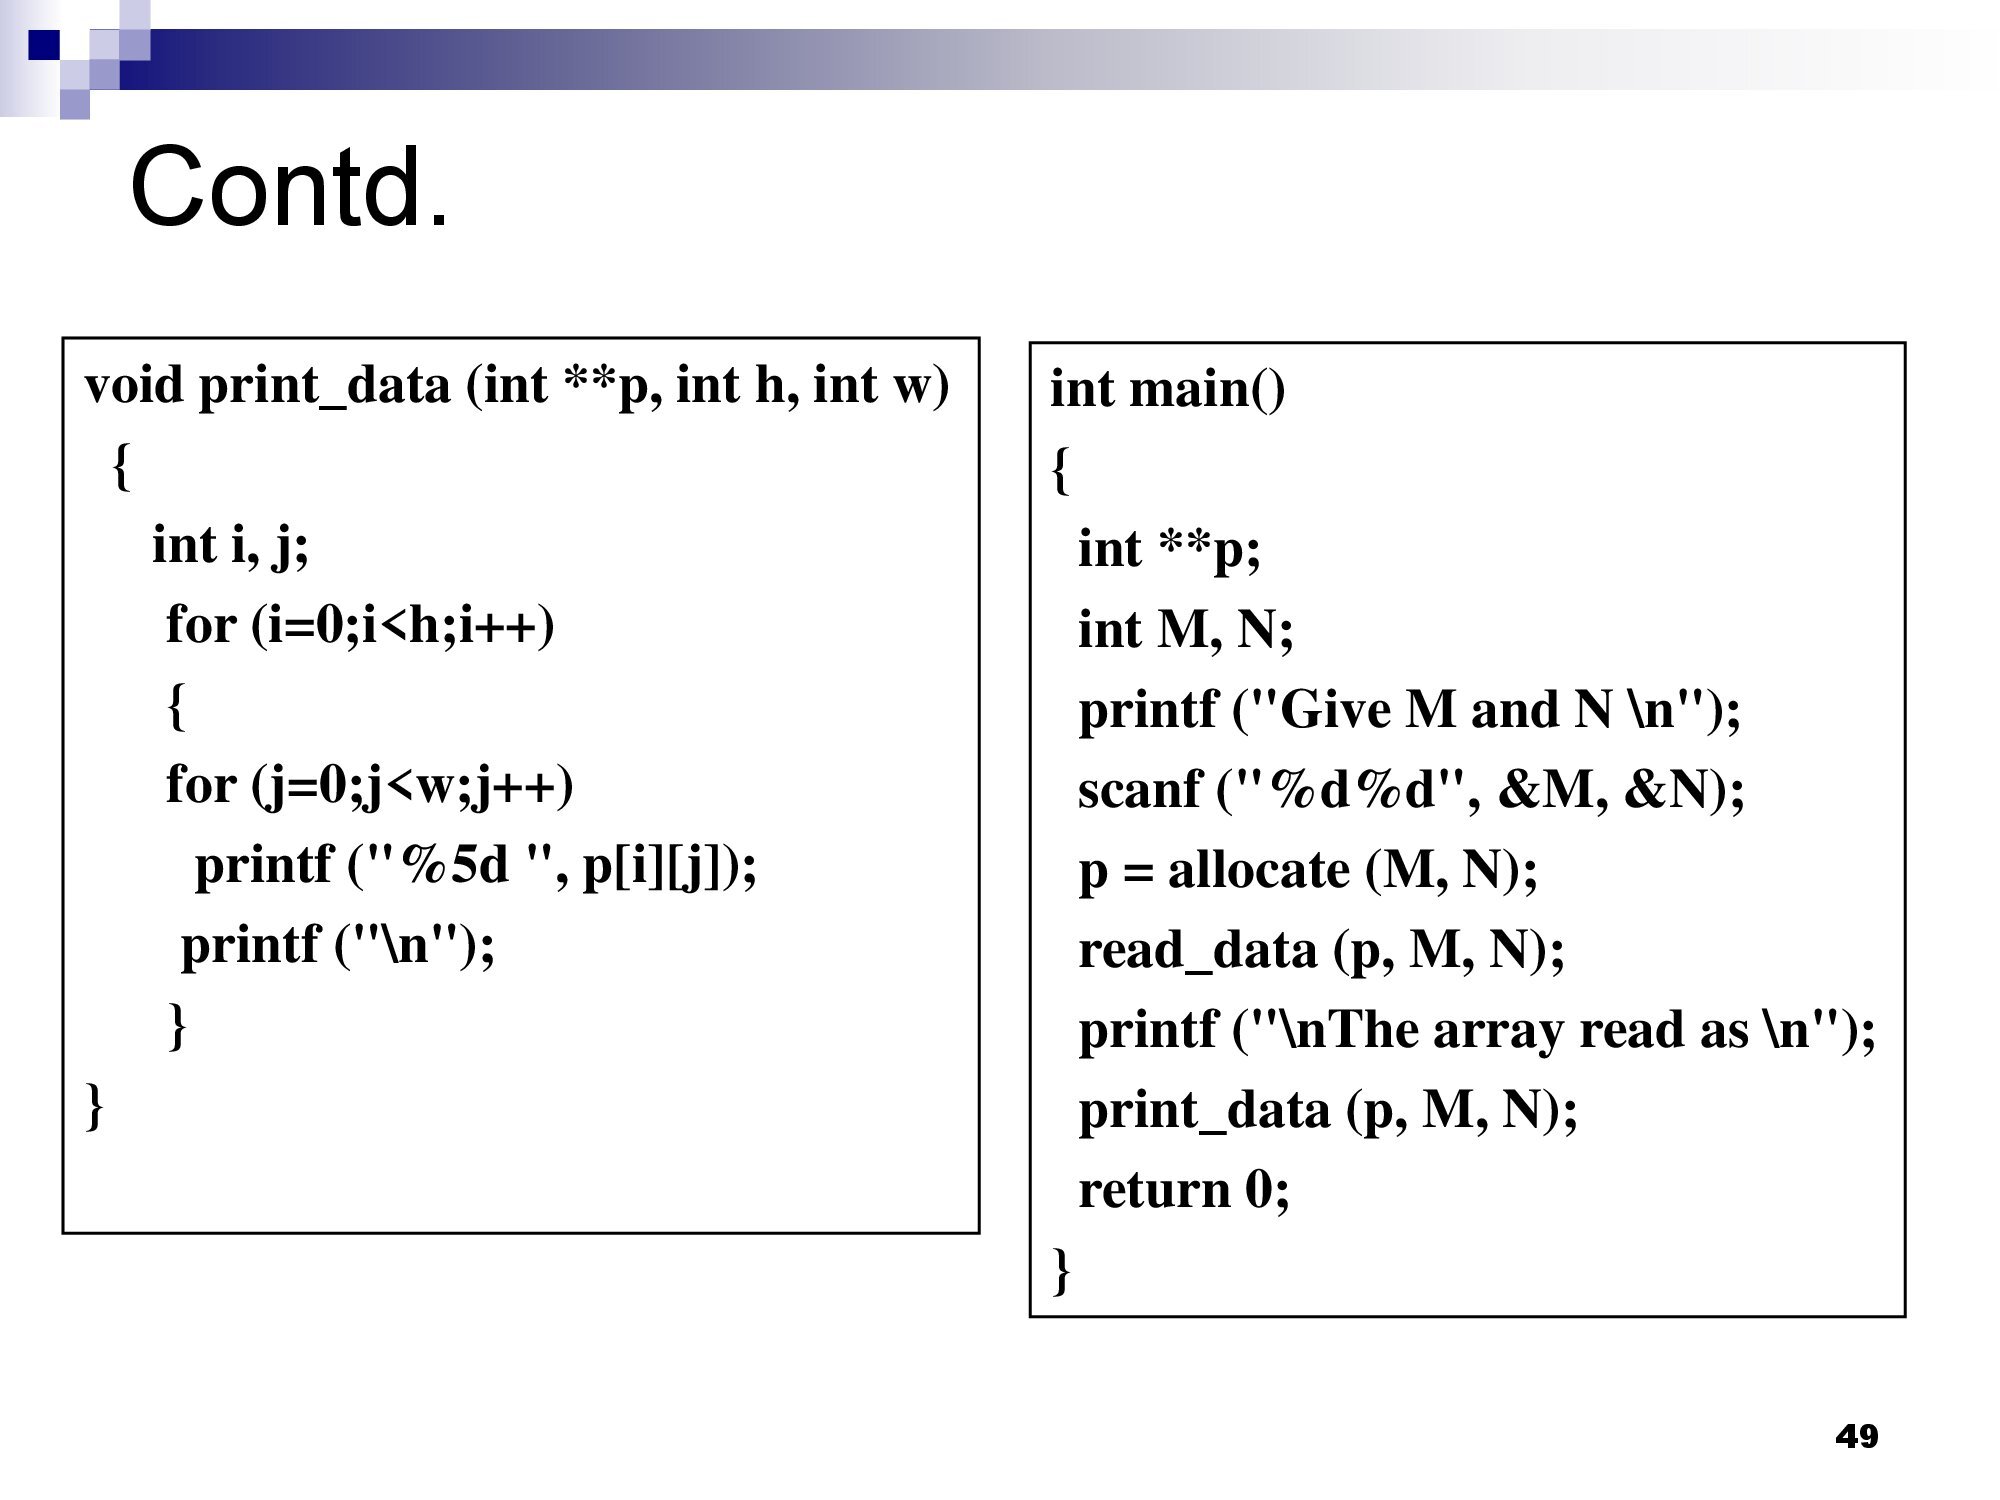 Contd.
void print_data (int **p, int h, int w)
{
int i, j;
for (i=0;i<h;i++)
{
for (j=0;j<w;j++)
printf ("%5d ", p[i][j]);
printf ("\n");
}
}
int main()
{
int **p;
int M, N;
printf ("Give M and N \n");
scanf ("%d%d", &M, &N);
p = allocate (M, N);
read_data (p, M, N);
printf ("\nThe array read as \n");
print_data (p, M, N);
return 0;
}
49